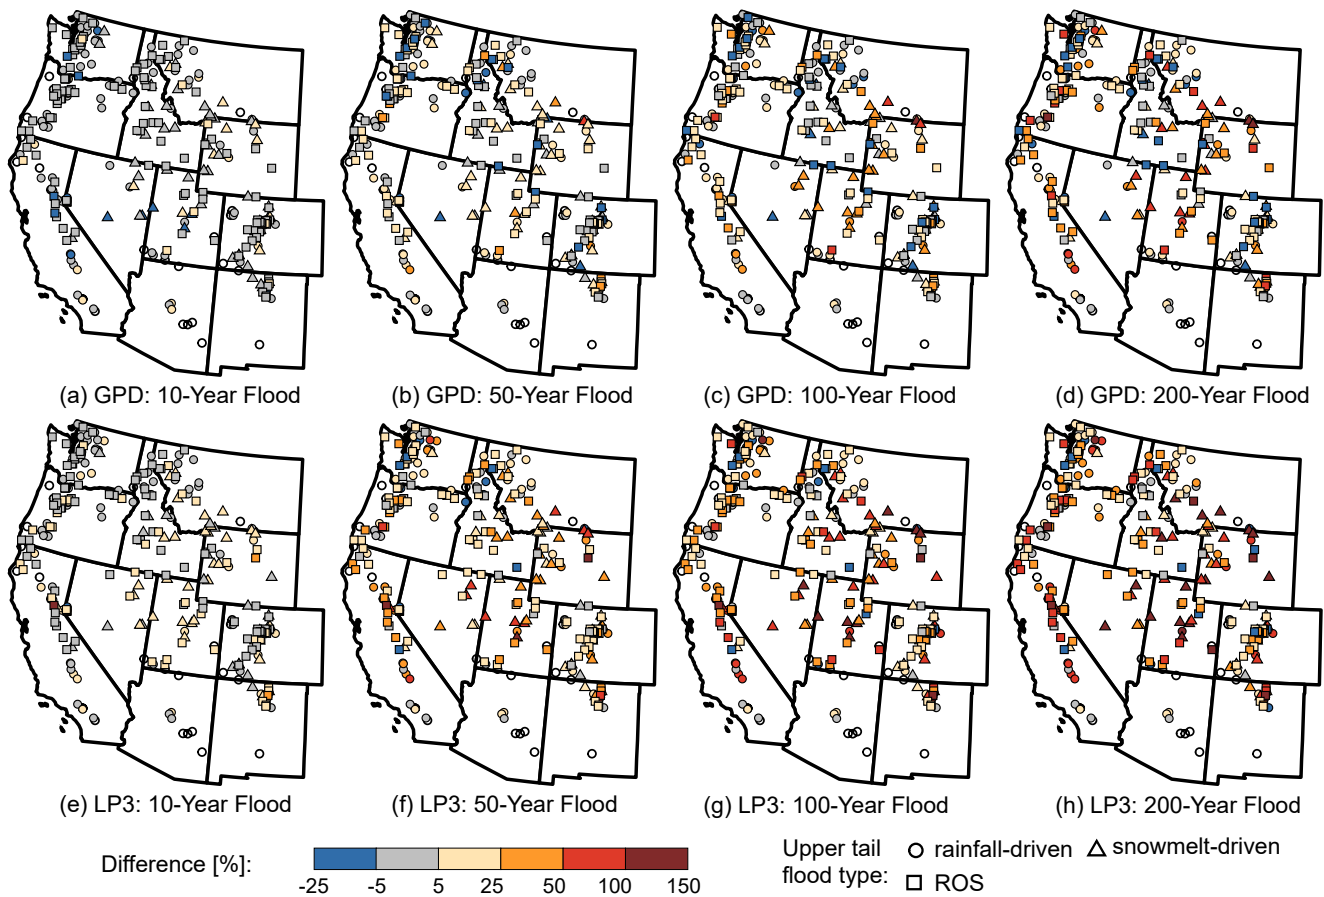 (a) GPD: 10-Year Flood
(b) GPD: 50-Year Flood
(c) GPD: 100-Year Flood
(d) GPD: 200-Year Flood
(e) LP3: 10-Year Flood
(f) LP3: 50-Year Flood
(g) LP3: 100-Year Flood
(h) LP3: 200-Year Flood
Difference [%]:
-25 -5 5 25 50 100 150
Upper tail
flood type:
rainfall-driven
snowmelt-driven
ROS